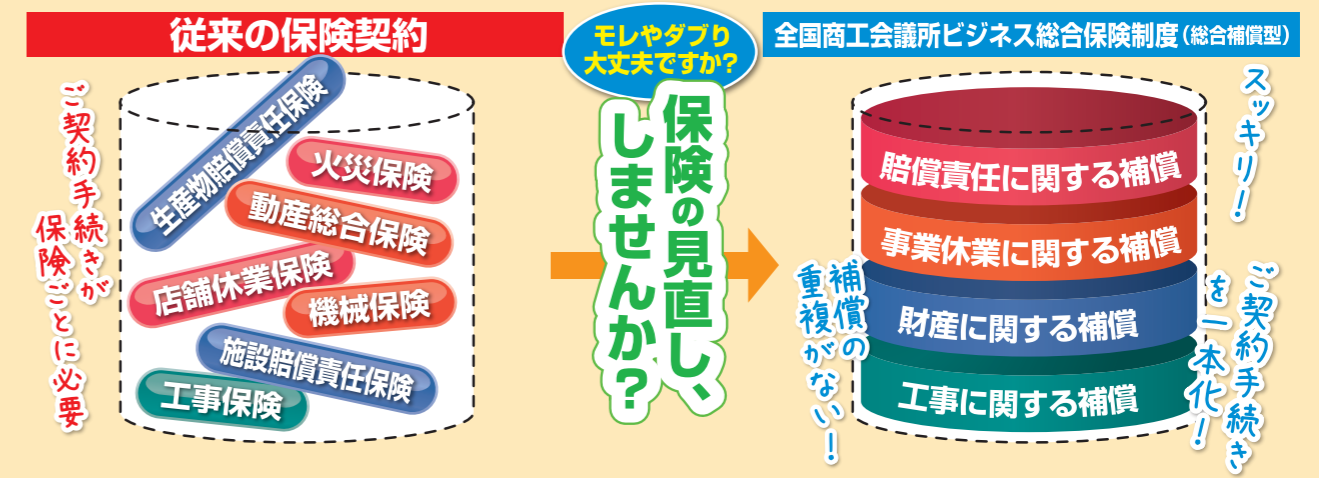 従来の保険契約
ご契約手続きが
保険ごとに必要
生産物賠償責任保険
火災保険
動産総合保険
店舗休業保険
機械保険
施設賠償責任保険
工事保険
モレやダブり
大丈夫ですか?
保険の見直し、
しませんか?
全国商工会議所ビジネス総合保険制度(総合補償型)
スッキリ!
賠償責任に関する補償
事業休業に関する補償
財産に関する補償
工事に関する補償
補償の
重複がない!
ご契約手続き
を一本化!